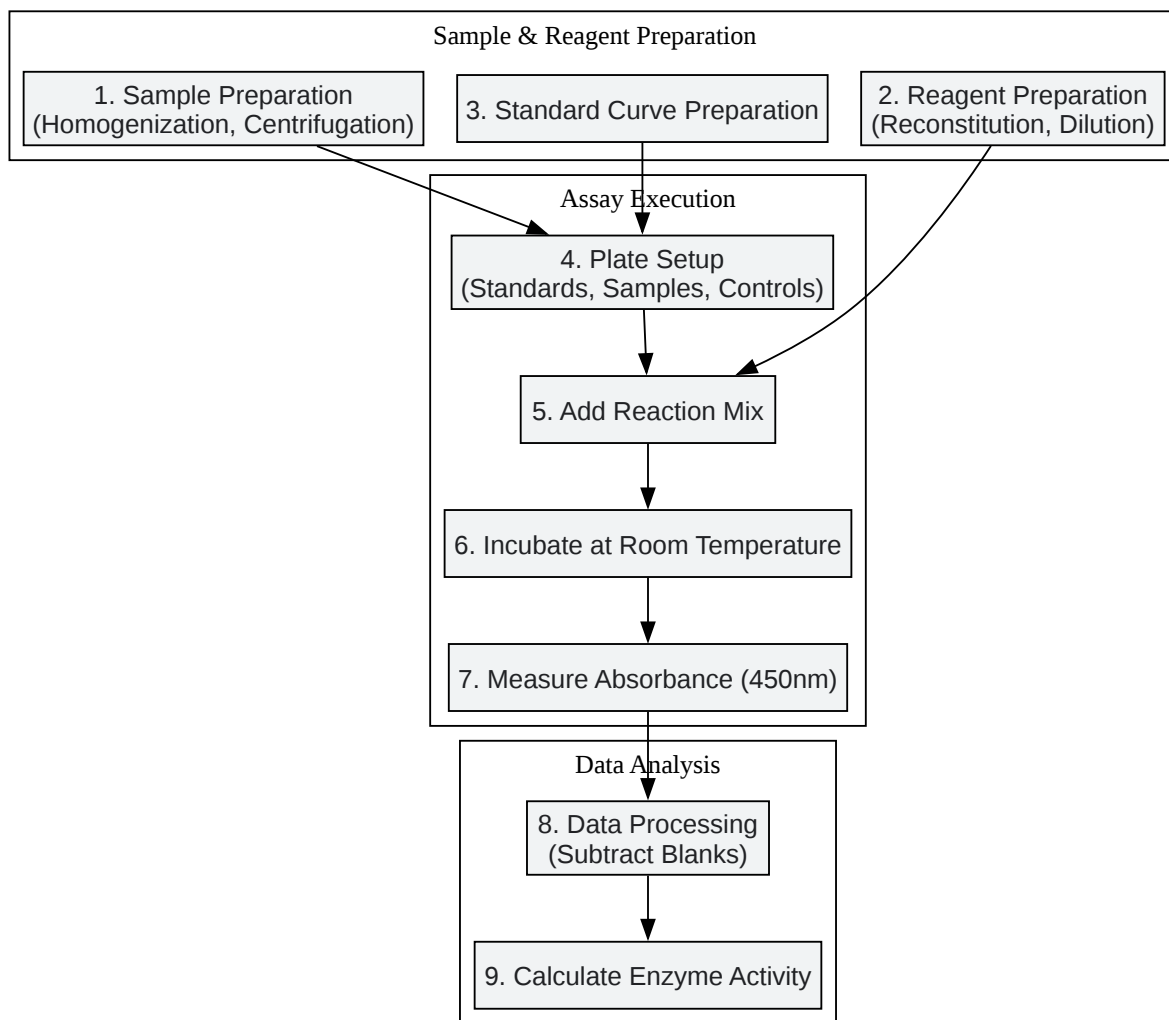 Sample & Reagent Preparation
1. Sample Preparation
(Homogenization, Centrifugation)
3. Standard Curve Preparation
2. Reagent Preparation
(Reconstitution, Dilution)
Assay Execution
4. Plate Setup
(Standards, Samples, Controls)
5. Add Reaction Mix
6. Incubate at Room Temperature
7. Measure Absorbance (450nm)
Data Analysis
8. Data Processing
(Subtract Blanks)
9. Calculate Enzyme Activity